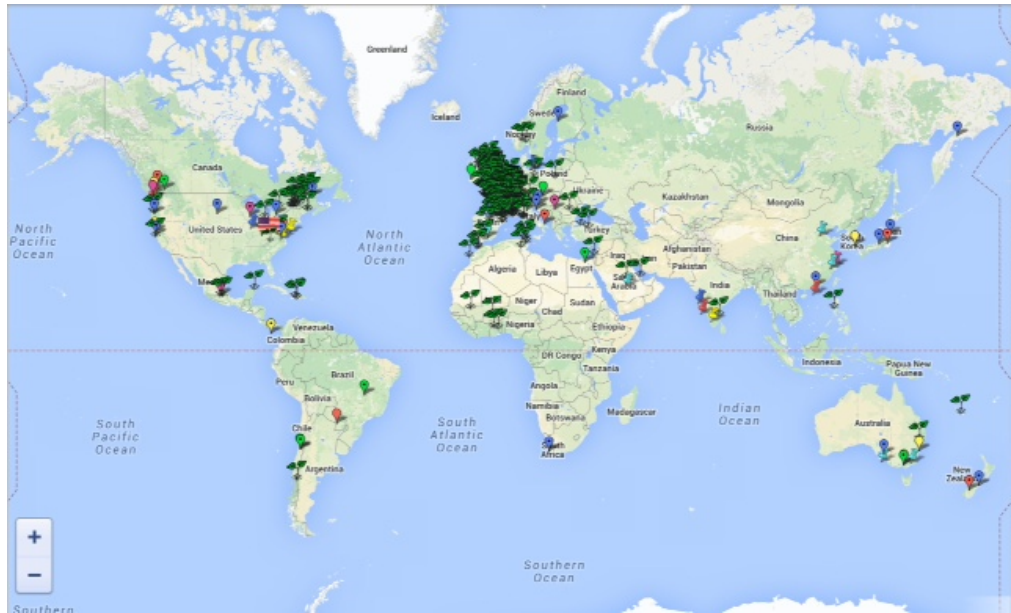 Greenland
Iceland
Finland
Norway
Russia
Canada
Poland
Ukraine
Kazakhstan
Mongolia
North
Pacific
Ocean
United States
North
Atlantic
Ocean
Turkey
Afghanistan
China
South
Korea
Iraq
Pakistan
Algeria
Libya
Egypt
Saudi
Arabia
India
Thailand
Niger
Chad
Sudan
Nigeria
Ethiopia
Venezuela
Colombia
DR Congo
Kenya
Tanzania
Indonesia
Papua New
Guinea
Peru
Brazil
Bolivia
Angola
Namibia
Botswana
Madagascar
Indian
Ocean
Australia
South
Pacific
Ocean
Chile
Argentina
South
Atlantic
Ocean
South
Africa
New
Zealand
+
−
Southern
Ocean
Southern